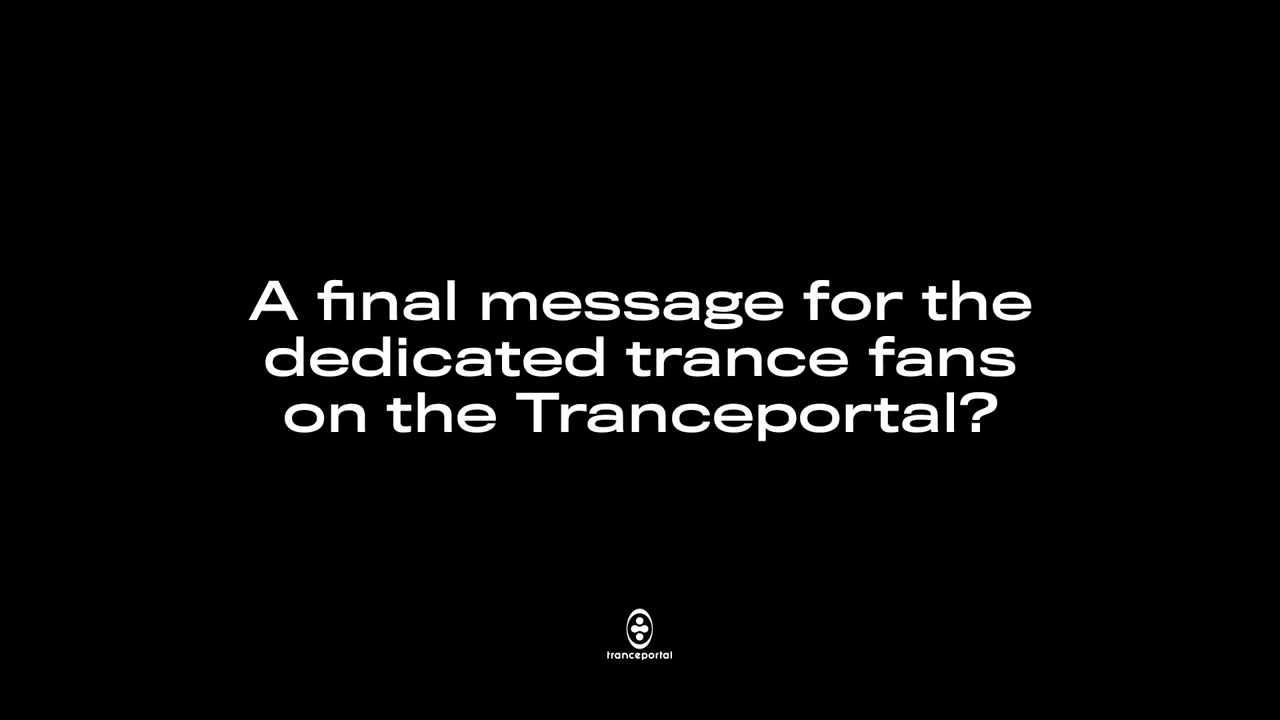 A final message for the
dedicated trance fans
on the Tranceportal?
tranceportal